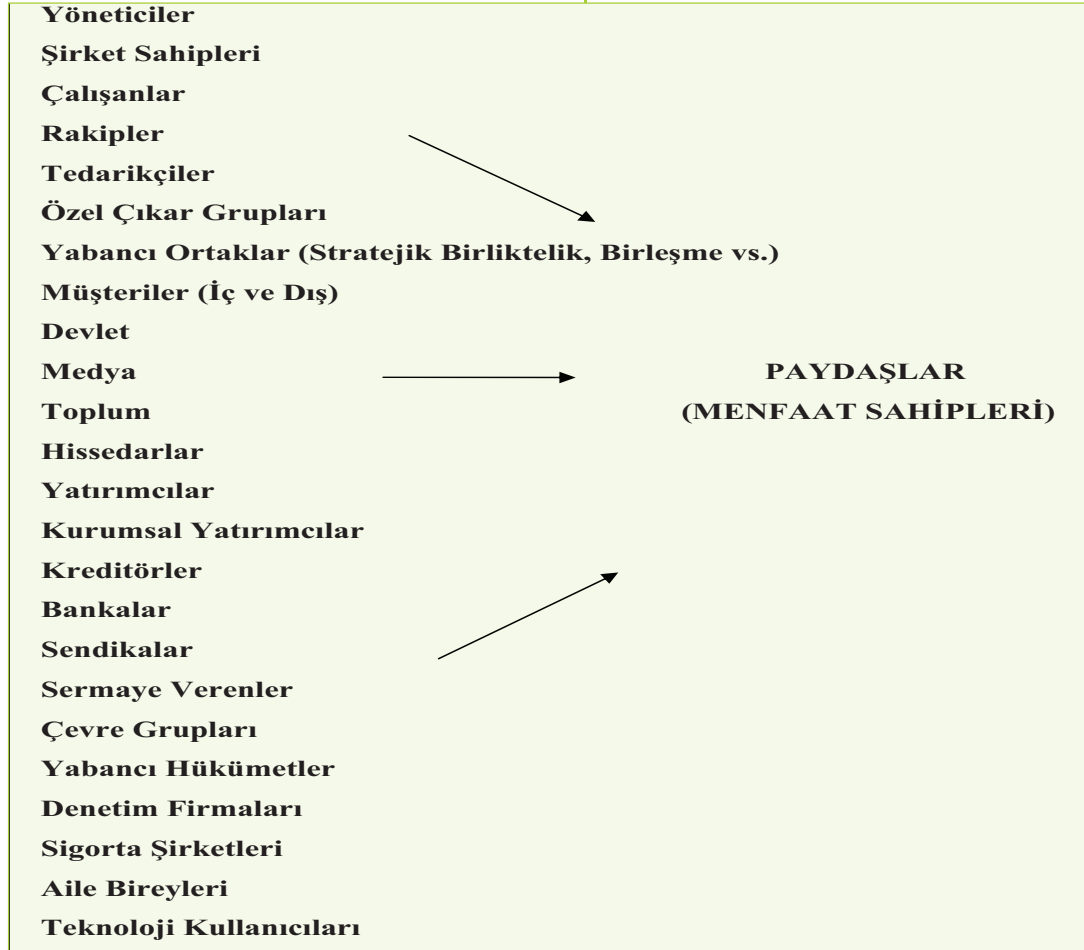 Yöneticiler
Şirket Sahipleri
Çalışanlar
Rakipler
Tedarikçiler
Özel Çıkar Grupları
Yabancı Ortaklar (Stratejik Birliktelik, Birleşme vs.)
Müşteriler (İç ve Dış)
Devlet
Medya PAYDAŞLAR
Toplum (MENFAAT SAHİPLERİ)
Hissedarlar
Yatırımcılar
Kurumsal Yatırımcılar
Kreditörler
Bankalar
Sendikalar
Sermaye Verenler
Çevre Grupları
Yabancı Hükümetler
Denetim Firmaları
Sigorta Şirketleri
Aile Bireyleri
Teknoloji Kullanıcıları